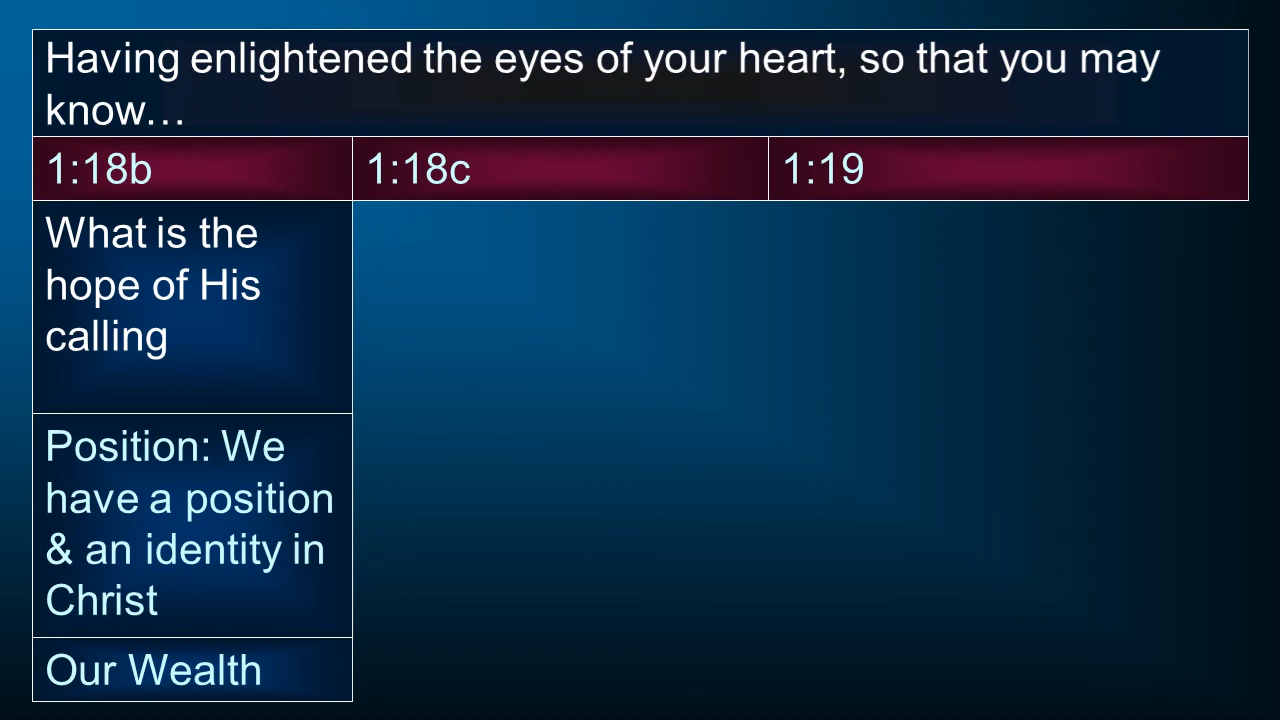 Having enlightened the eyes of your heart, so that you may
know…
1:18b
1:18c
1:19
What is the
hope of His
calling
Position: We
have a position
& an identity in
Christ
Our Wealth